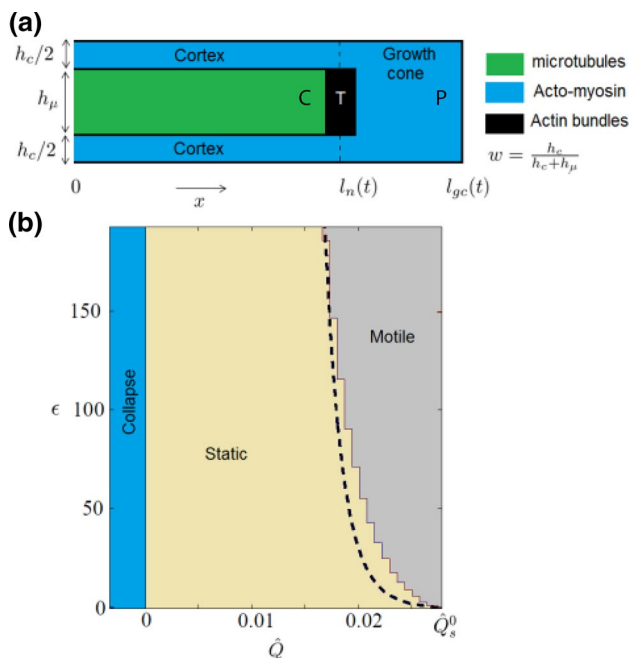 (a)
h_c/2
h_μ
h_c/2
Cortex
Growth cone
C T P
Cortex
0
x
l_n(t)
l_gc(t)
microtubules
Acto-myosin
Actin bundles
w = h_c/(h_c+h_μ)
(b)
150
100
ϵ
50
0
Collapse
Static
Motile
0
0.01
0.02
Q̂_s^0
Q̂